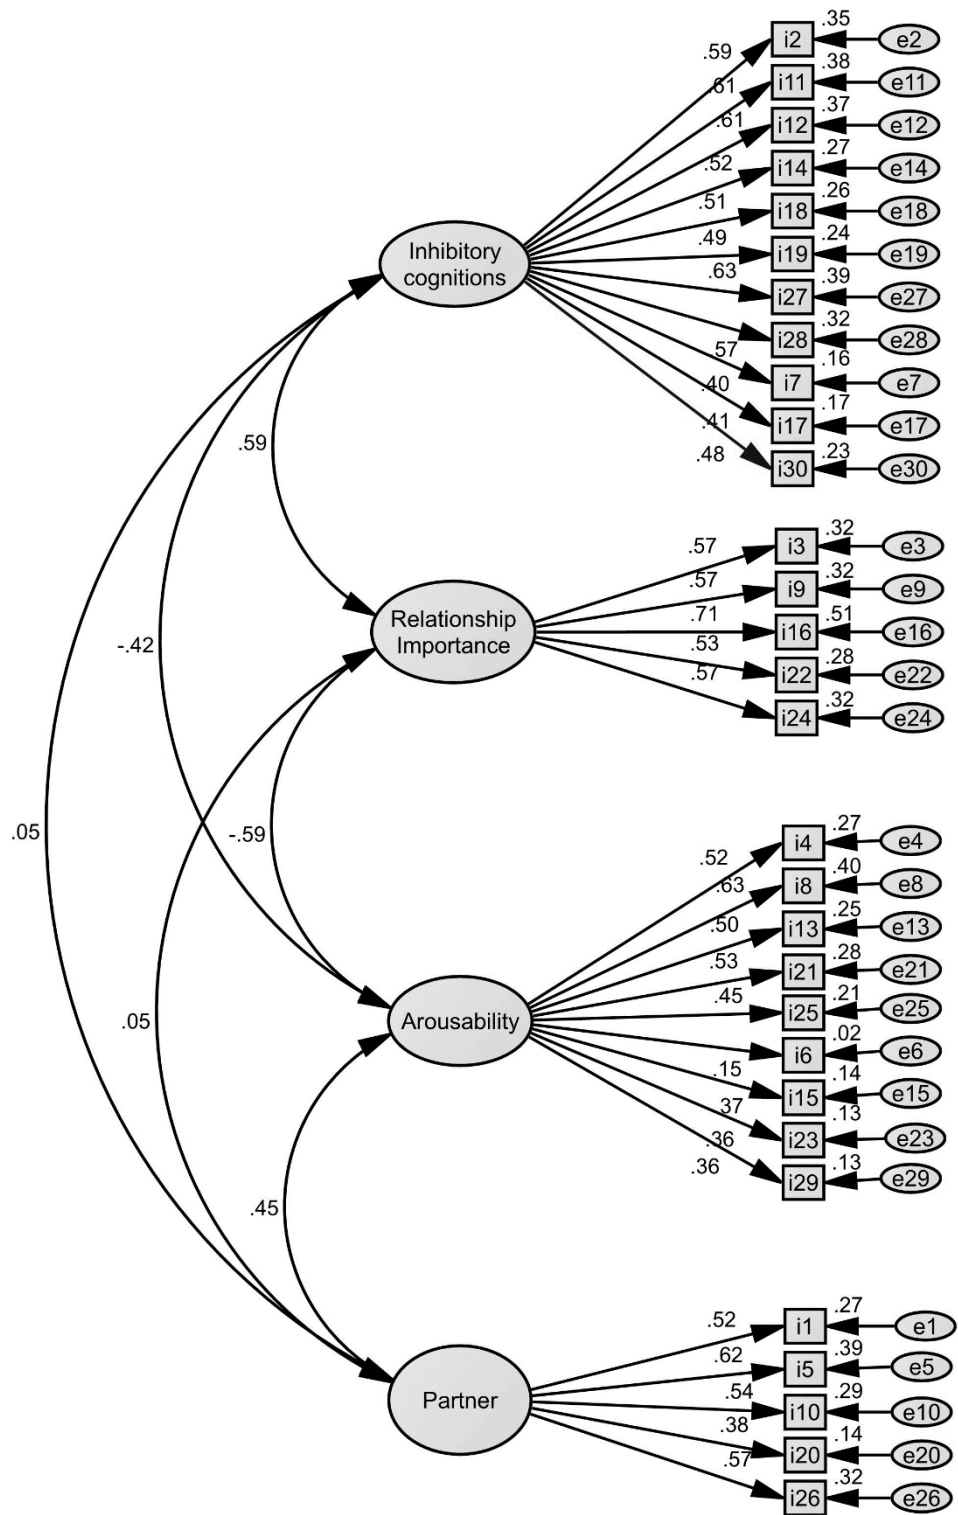 .35
i2
e2
.59
.38
i11
e11
.61
.37
i12
e12
.61
.27
i14
e14
.52
.26
i18
e18
.51
.24
i19
e19
.49
.39
i27
e27
.63
.32
i28
e28
.57
.16
i7
e7
.40
.17
i17
e17
.41
.23
i30
e30
.48
Inhibitory
cognitions
.59
.32
i3
e3
.57
.32
i9
e9
.57
.51
i16
e16
.71
.28
i22
e22
.53
.32
i24
e24
.57
Relationship
Importance
-.42
-.59
.05
.27
i4
e4
.52
.40
i8
e8
.63
.25
i13
e13
.50
.28
i21
e21
.53
.21
i25
e25
.45
.02
i6
e6
.15
.14
i15
e15
.37
.13
i23
e23
.36
.13
i29
e29
.36
Arousability
.05
.45
.27
i1
e1
.52
.39
i5
e5
.62
.29
i10
e10
.54
.14
i20
e20
.38
.32
i26
e26
.57
Partner